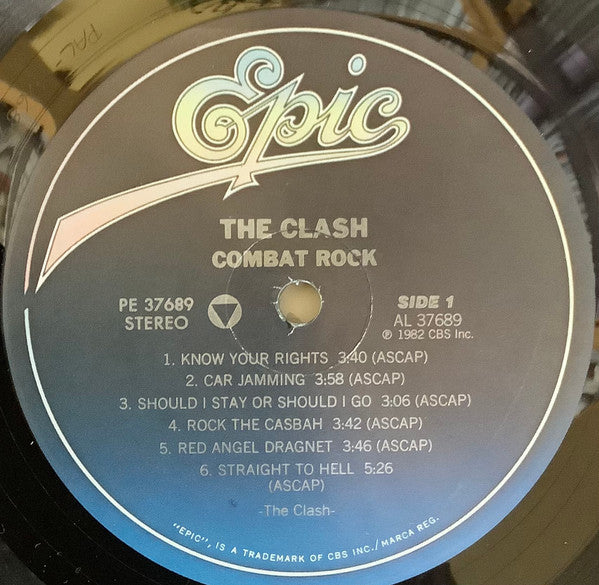 PAL
Epic
THE CLASH
COMBAT ROCK
PE 37689
STEREO
SIDE 1
AL 37689
℗ 1982 CBS Inc.
1. KNOW YOUR RIGHTS 3:40 (ASCAP)
2. CAR JAMMING 3:58 (ASCAP)
3. SHOULD I STAY OR SHOULD I GO 3:06 (ASCAP)
4. ROCK THE CASBAH 3:42 (ASCAP)
5. RED ANGEL DRAGNET 3:46 (ASCAP)
6. STRAIGHT TO HELL 5:26
(ASCAP)
-The Clash-
"EPIC", IS A TRADEMARK OF CBS INC./MARCA REG.